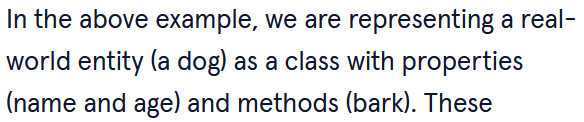 In the above example, we are representing a real-
world entity (a dog) as a class with properties
(name and age) and methods (bark). These